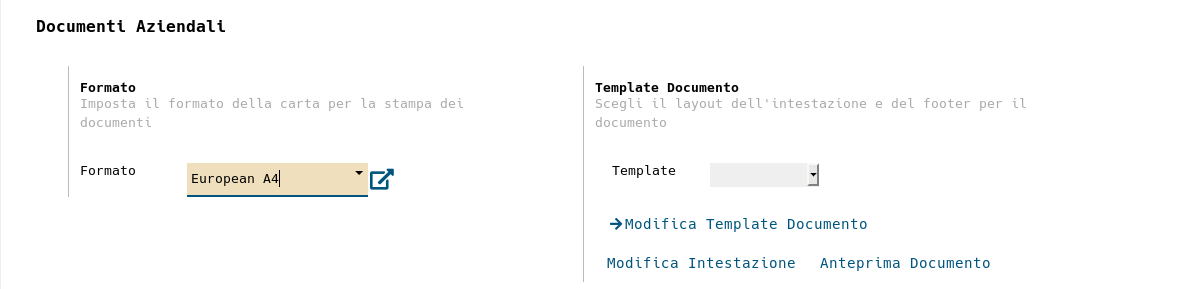 Documenti Aziendali
Formato
Imposta il formato della carta per la stampa dei
documenti
Formato
European A4
Template Documento
Scegli il layout dell'intestazione e del footer per il
documento
Template
Modifica Template Documento
Modifica Intestazione
Anteprima Documento